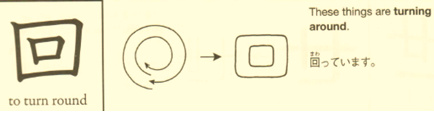 回
to turn round
These things are turning
around.
まわ
回っています。